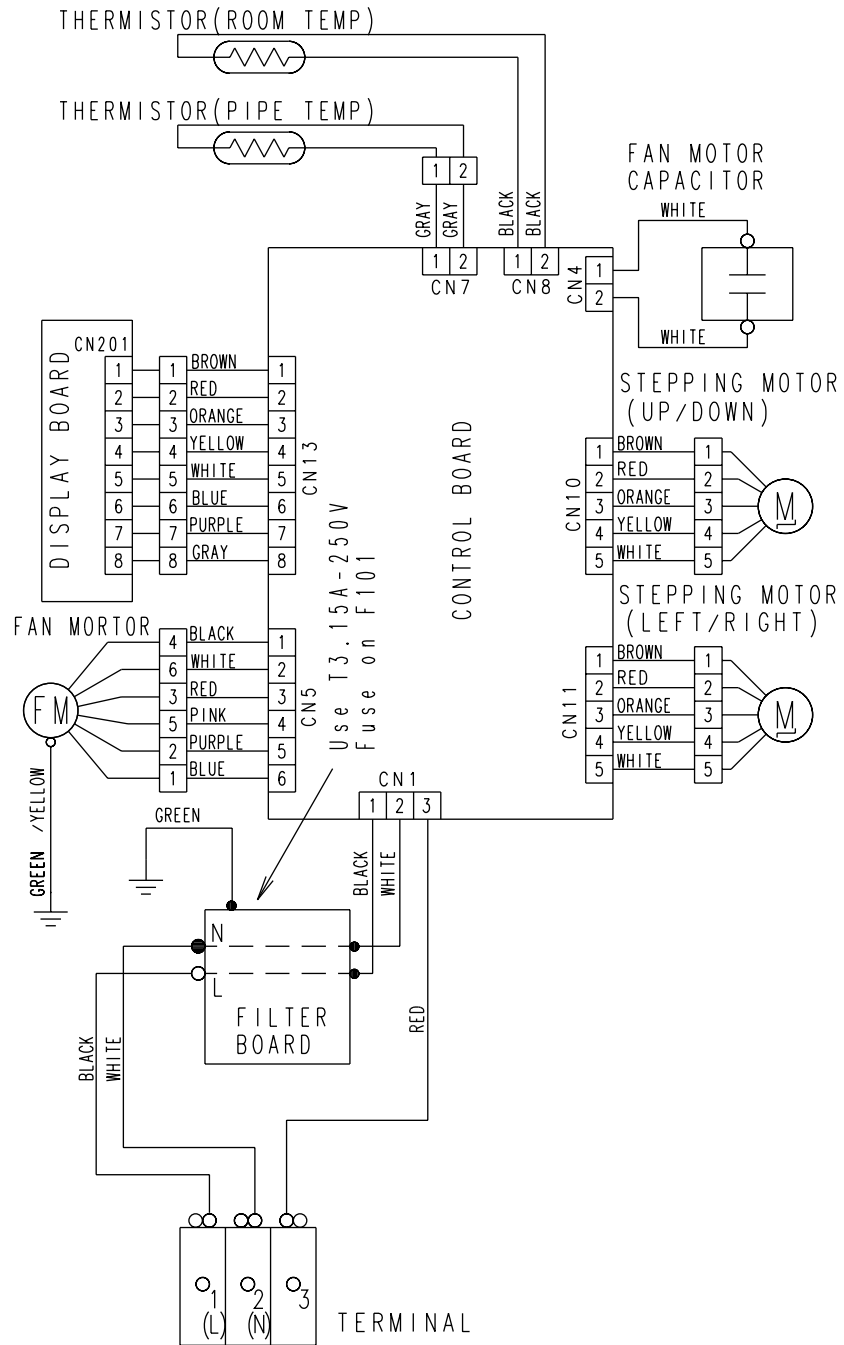 THERMISTOR(ROOM TEMP)
THERMISTOR(PIPE TEMP)
FAN MOTOR
CAPACITOR
WHITE
1 2
GRAY
GRAY
BLACK
BLACK
1 2
CN7
1 2
CN8
CN4
1
2
WHITE
DISPLAY BOARD
CN201
1 1 BROWN 1
2 2 RED 2
3 3 ORANGE 3
4 4 YELLOW 4
5 5 WHITE 5
6 6 BLUE 6
7 7 PURPLE 7
8 8 GRAY 8
CN13
CONTROL BOARD
Use T3.15A-250V
Fuse on F101
STEPPING MOTOR
(UP/DOWN)
CN10
1 BROWN 1
2 RED 2
3 ORANGE 3
4 YELLOW 4
5 WHITE 5
M
STEPPING MOTOR
(LEFT/RIGHT)
CN11
1 BROWN 1
2 RED 2
3 ORANGE 3
4 YELLOW 4
5 WHITE 5
M
FAN MORTOR
FM
4 BLACK 1
6 WHITE 2
3 RED 3
5 PINK 4
2 PURPLE 5
1 BLUE 6
CN5
GREEN /YELLOW
CN1
1 2 3
GREEN
BLACK
WHITE
RED
N
L
FILTER
BOARD
BLACK
WHITE
1
(L)
2
(N)
3
TERMINAL